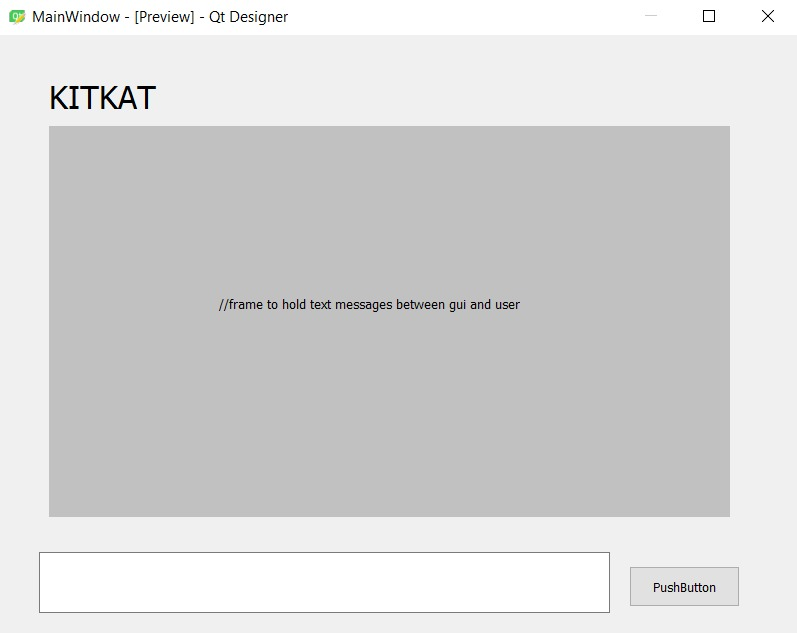 MainWindow - [Preview] - Qt Designer
KITKAT
//frame to hold text messages between gui and user
PushButton